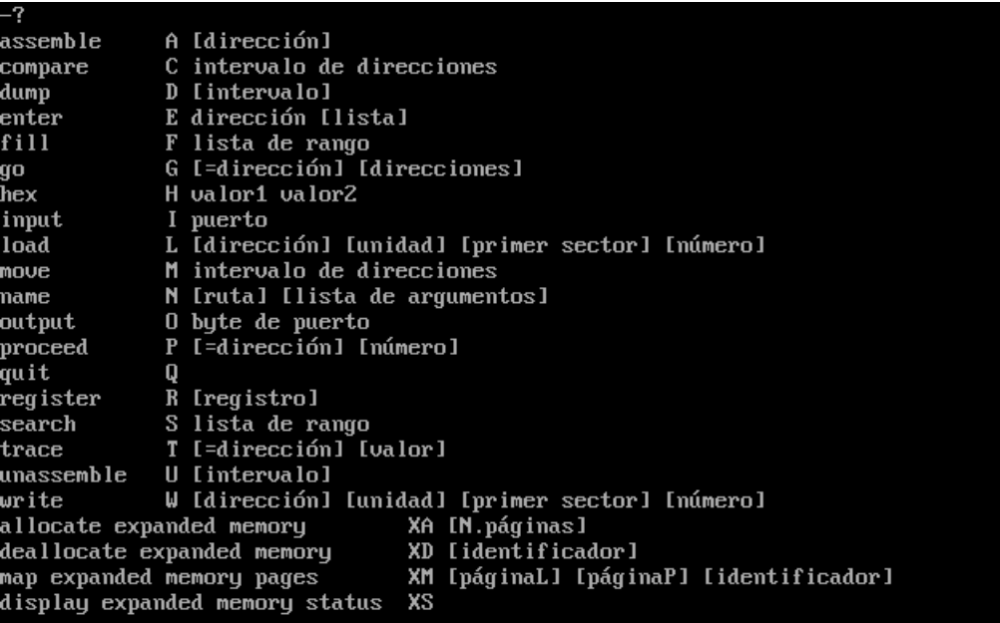 -?
assemble     A [dirección]
compare      C intervalo de direcciones
dump         D [intervalo]
enter        E dirección [lista]
fill         F lista de rango
go           G [=dirección] [direcciones]
hex          H valor1 valor2
input        I puerto
load         L [dirección] [unidad] [primer sector] [número]
move         M intervalo de direcciones
name         N [ruta] [lista de argumentos]
output       O byte de puerto
proceed      P [=dirección] [número]
quit         Q
register     R [registro]
search       S lista de rango
trace        T [=dirección] [valor]
unassemble   U [intervalo]
write        W [dirección] [unidad] [primer sector] [número]
allocate expanded memory        XA [N.páginas]
deallocate expanded memory      XD [identificador]
map expanded memory pages       XM [páginaL] [páginaP] [identificador]
display expanded memory status  XS